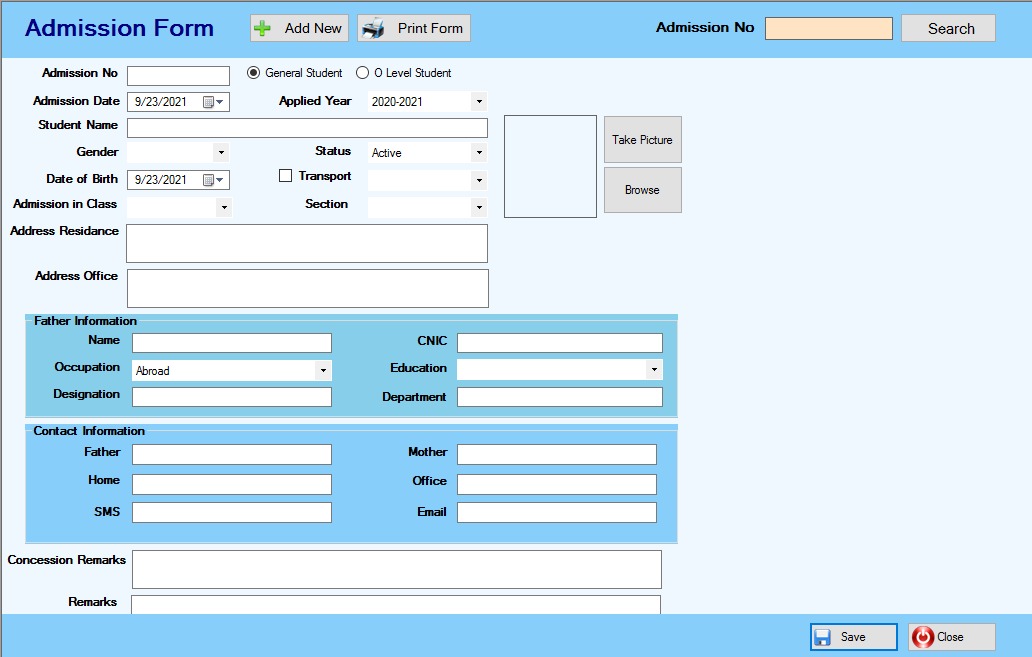 Admission Form Add New Print Form Admission No Search
Admission No General Student O Level Student
Admission Date 9/23/2021 Applied Year 2020-2021
Student Name
Gender Status Active
Take Picture
Date of Birth 9/23/2021 Transport
Browse
Admission in Class Section
Address Residance
Address Office
Father Information
Name CNIC
Occupation Abroad Education
Designation Department
Contact Information
Father Mother
Home Office
SMS Email
Concession Remarks
Remarks
Save Close